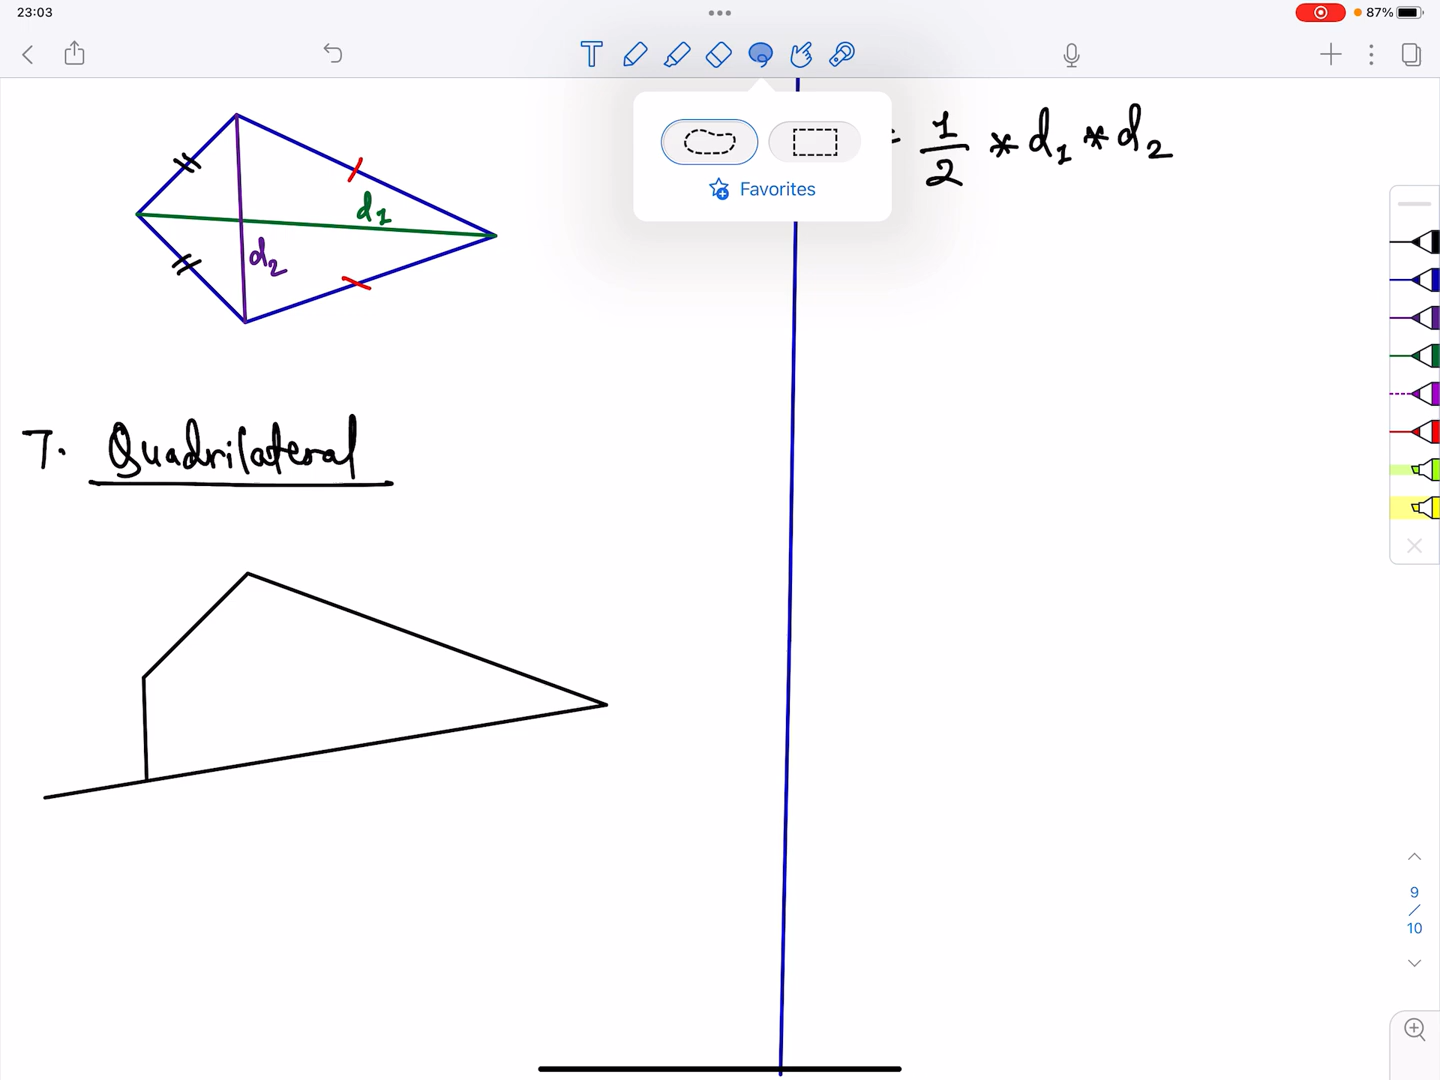 23:03
87%
= 1/2 * d₁ * d₂
Favorites
d₁
d₂
7. Quadrilateral
9
/
10